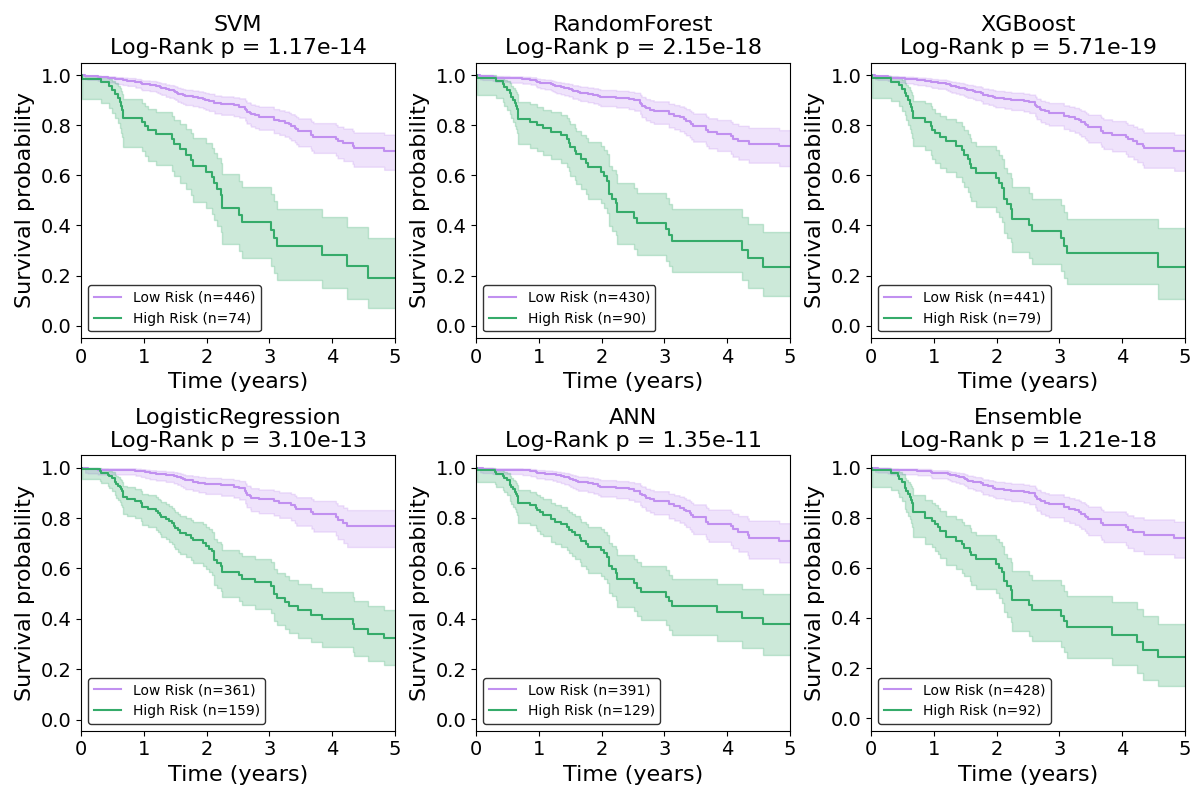 SVM
Log-Rank p = 1.17e-14
Survival probability
1.0
0.8
0.6
0.4
0.2
0.0
Low Risk (n=446)
High Risk (n=74)
0 1 2 3 4 5
Time (years)
RandomForest
Log-Rank p = 2.15e-18
Survival probability
1.0
0.8
0.6
0.4
0.2
0.0
Low Risk (n=430)
High Risk (n=90)
0 1 2 3 4 5
Time (years)
XGBoost
Log-Rank p = 5.71e-19
Survival probability
1.0
0.8
0.6
0.4
0.2
0.0
Low Risk (n=441)
High Risk (n=79)
0 1 2 3 4 5
Time (years)
LogisticRegression
Log-Rank p = 3.10e-13
Survival probability
1.0
0.8
0.6
0.4
0.2
0.0
Low Risk (n=361)
High Risk (n=159)
0 1 2 3 4 5
Time (years)
ANN
Log-Rank p = 1.35e-11
Survival probability
1.0
0.8
0.6
0.4
0.2
0.0
Low Risk (n=391)
High Risk (n=129)
0 1 2 3 4 5
Time (years)
Ensemble
Log-Rank p = 1.21e-18
Survival probability
1.0
0.8
0.6
0.4
0.2
0.0
Low Risk (n=428)
High Risk (n=92)
0 1 2 3 4 5
Time (years)